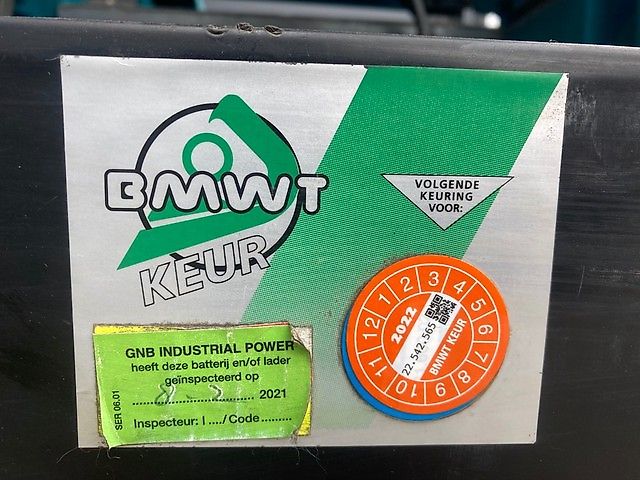 BMWT
KEUR
VOLGENDE
KEURING
VOOR:
1 2 3 4 5 6 7 8 9 10 11 12
2022
22.542.565
BMWT KEUR
GNB INDUSTRIAL POWER
heeft deze batterij en/of lader
geïnspecteerd op
2021
Inspecteur: I ..../ Code .........
SER 06.01